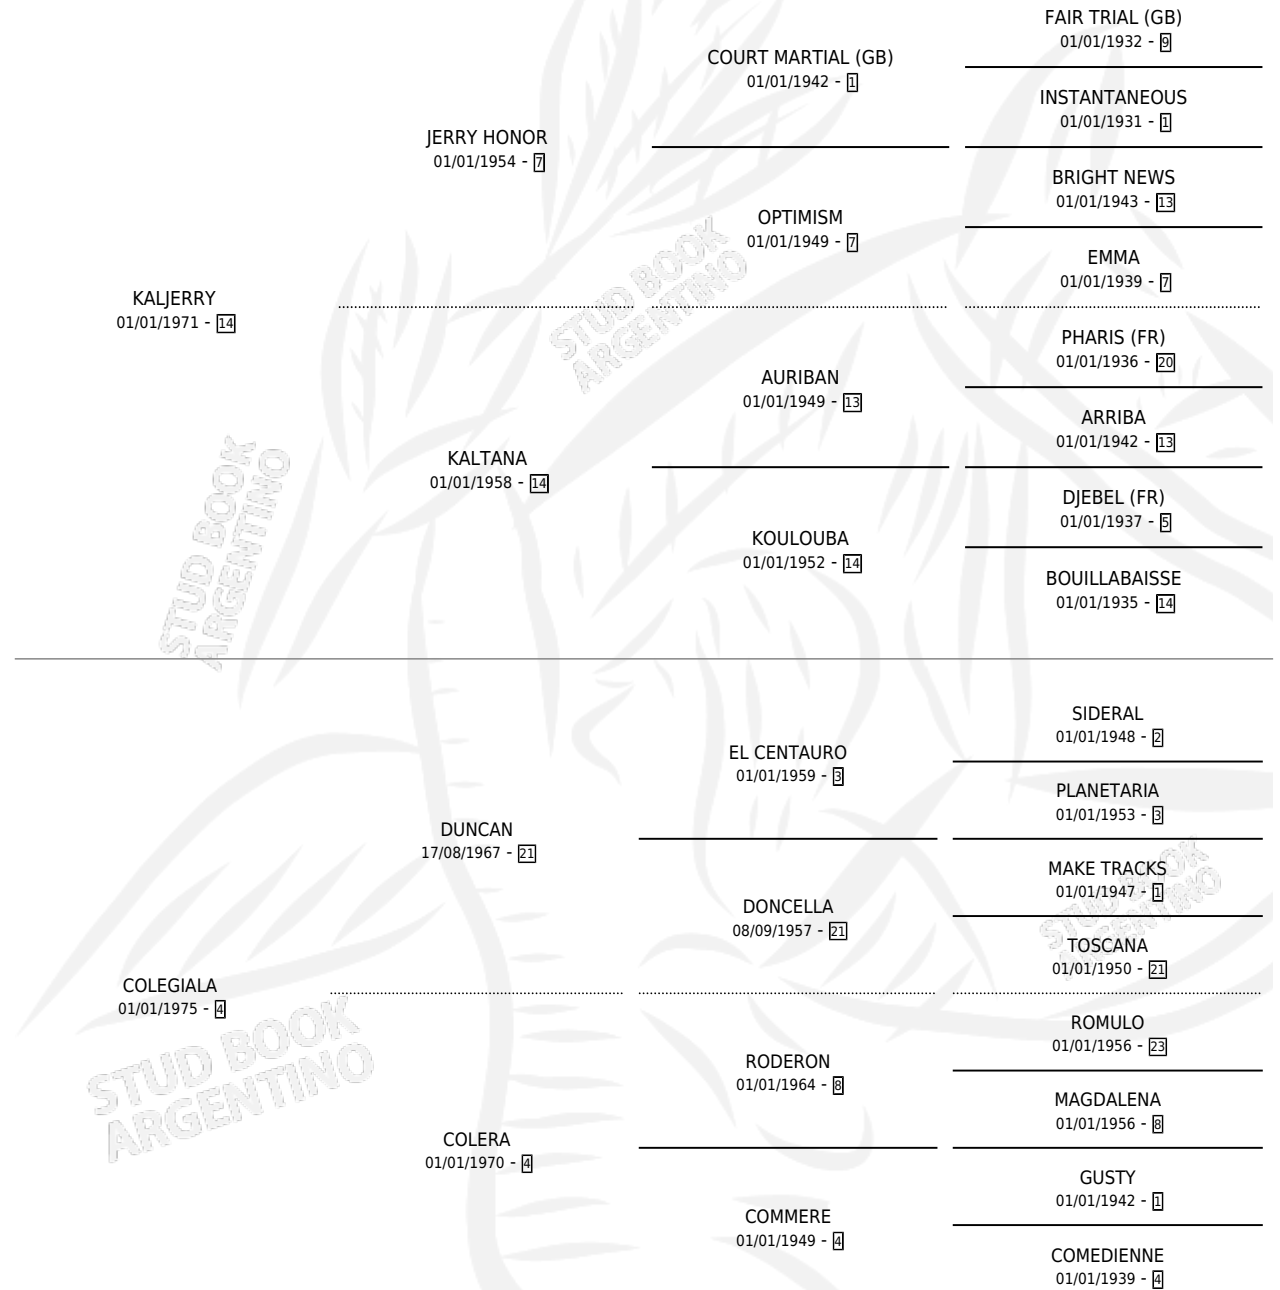 FAIR TRIAL (GB)
01/01/1932 - 9
COURT MARTIAL (GB)
01/01/1942 - 1
INSTANTANEOUS
01/01/1931 - 1
JERRY HONOR
01/01/1954 - 7
BRIGHT NEWS
01/01/1943 - 13
OPTIMISM
01/01/1949 - 7
EMMA
01/01/1939 - 7
KALJERRY
01/01/1971 - 14
PHARIS (FR)
01/01/1936 - 20
AURIBAN
01/01/1949 - 13
ARRIBA
01/01/1942 - 13
KALTANA
01/01/1958 - 14
DJEBEL (FR)
01/01/1937 - 5
KOULOUBA
01/01/1952 - 14
BOUILLABAISSE
01/01/1935 - 14
SIDERAL
01/01/1948 - 2
EL CENTAURO
01/01/1959 - 3
PLANETARIA
01/01/1953 - 3
DUNCAN
17/08/1967 - 21
MAKE TRACKS
01/01/1947 - 1
DONCELLA
08/09/1957 - 21
TOSCANA
01/01/1950 - 21
COLEGIALA
01/01/1975 - 4
ROMULO
01/01/1956 - 23
RODERON
01/01/1964 - 8
MAGDALENA
01/01/1956 - 8
COLERA
01/01/1970 - 4
GUSTY
01/01/1942 - 1
COMMERE
01/01/1949 - 4
COMEDIENNE
01/01/1939 - 4
STUD BOOK
ARGENTINO
STUD BOOK
ARGENTINO
STUD BOOK
ARGENTINO
STUD BOOK
ARGENTINO